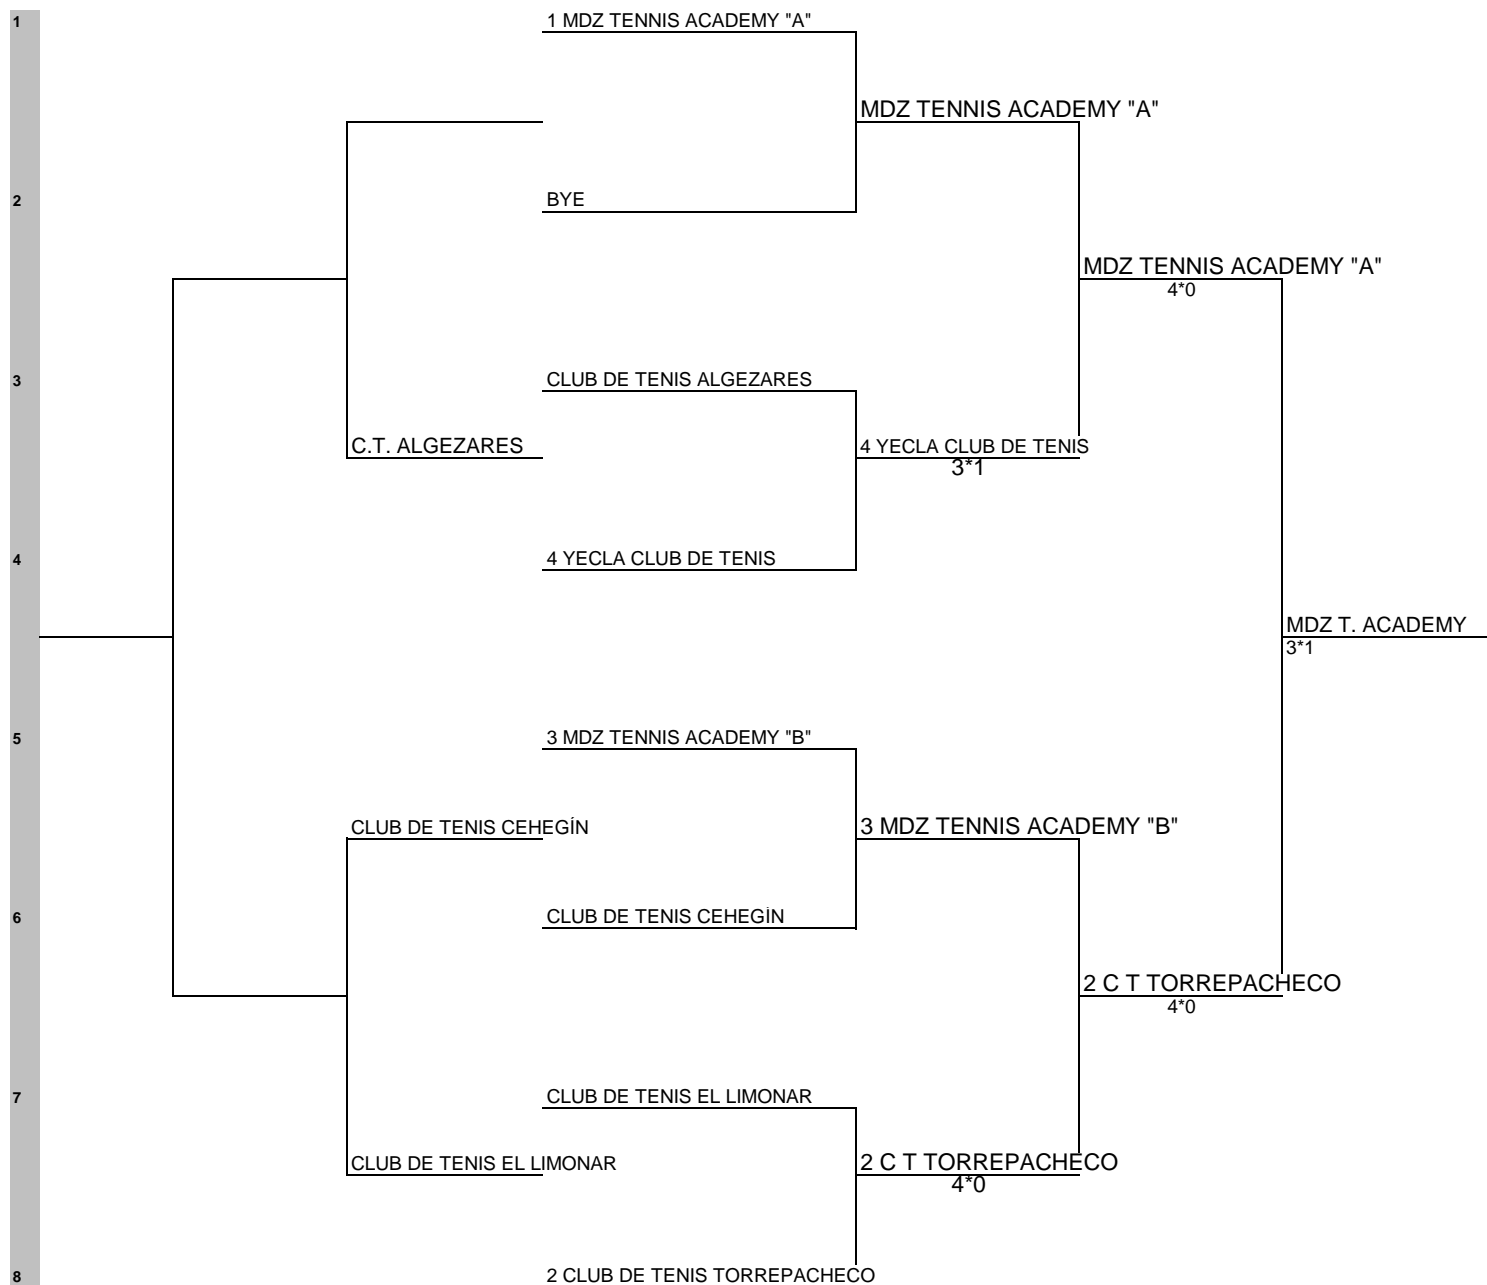 1 1 MDZ TENNIS ACADEMY "A"
MDZ TENNIS ACADEMY "A"
2 BYE
MDZ TENNIS ACADEMY "A"
4*0
3 CLUB DE TENIS ALGEZARES
C.T. ALGEZARES 4 YECLA CLUB DE TENIS
3*1
4 4 YECLA CLUB DE TENIS
MDZ T. ACADEMY
3*1
5 3 MDZ TENNIS ACADEMY "B"
CLUB DE TENIS CEHEGÍN 3 MDZ TENNIS ACADEMY "B"
6 CLUB DE TENIS CEHEGÍN
2 C T TORREPACHECO
4*0
7 CLUB DE TENIS EL LIMONAR
CLUB DE TENIS EL LIMONAR 2 C T TORREPACHECO
4*0
8 2 CLUB DE TENIS TORREPACHECO